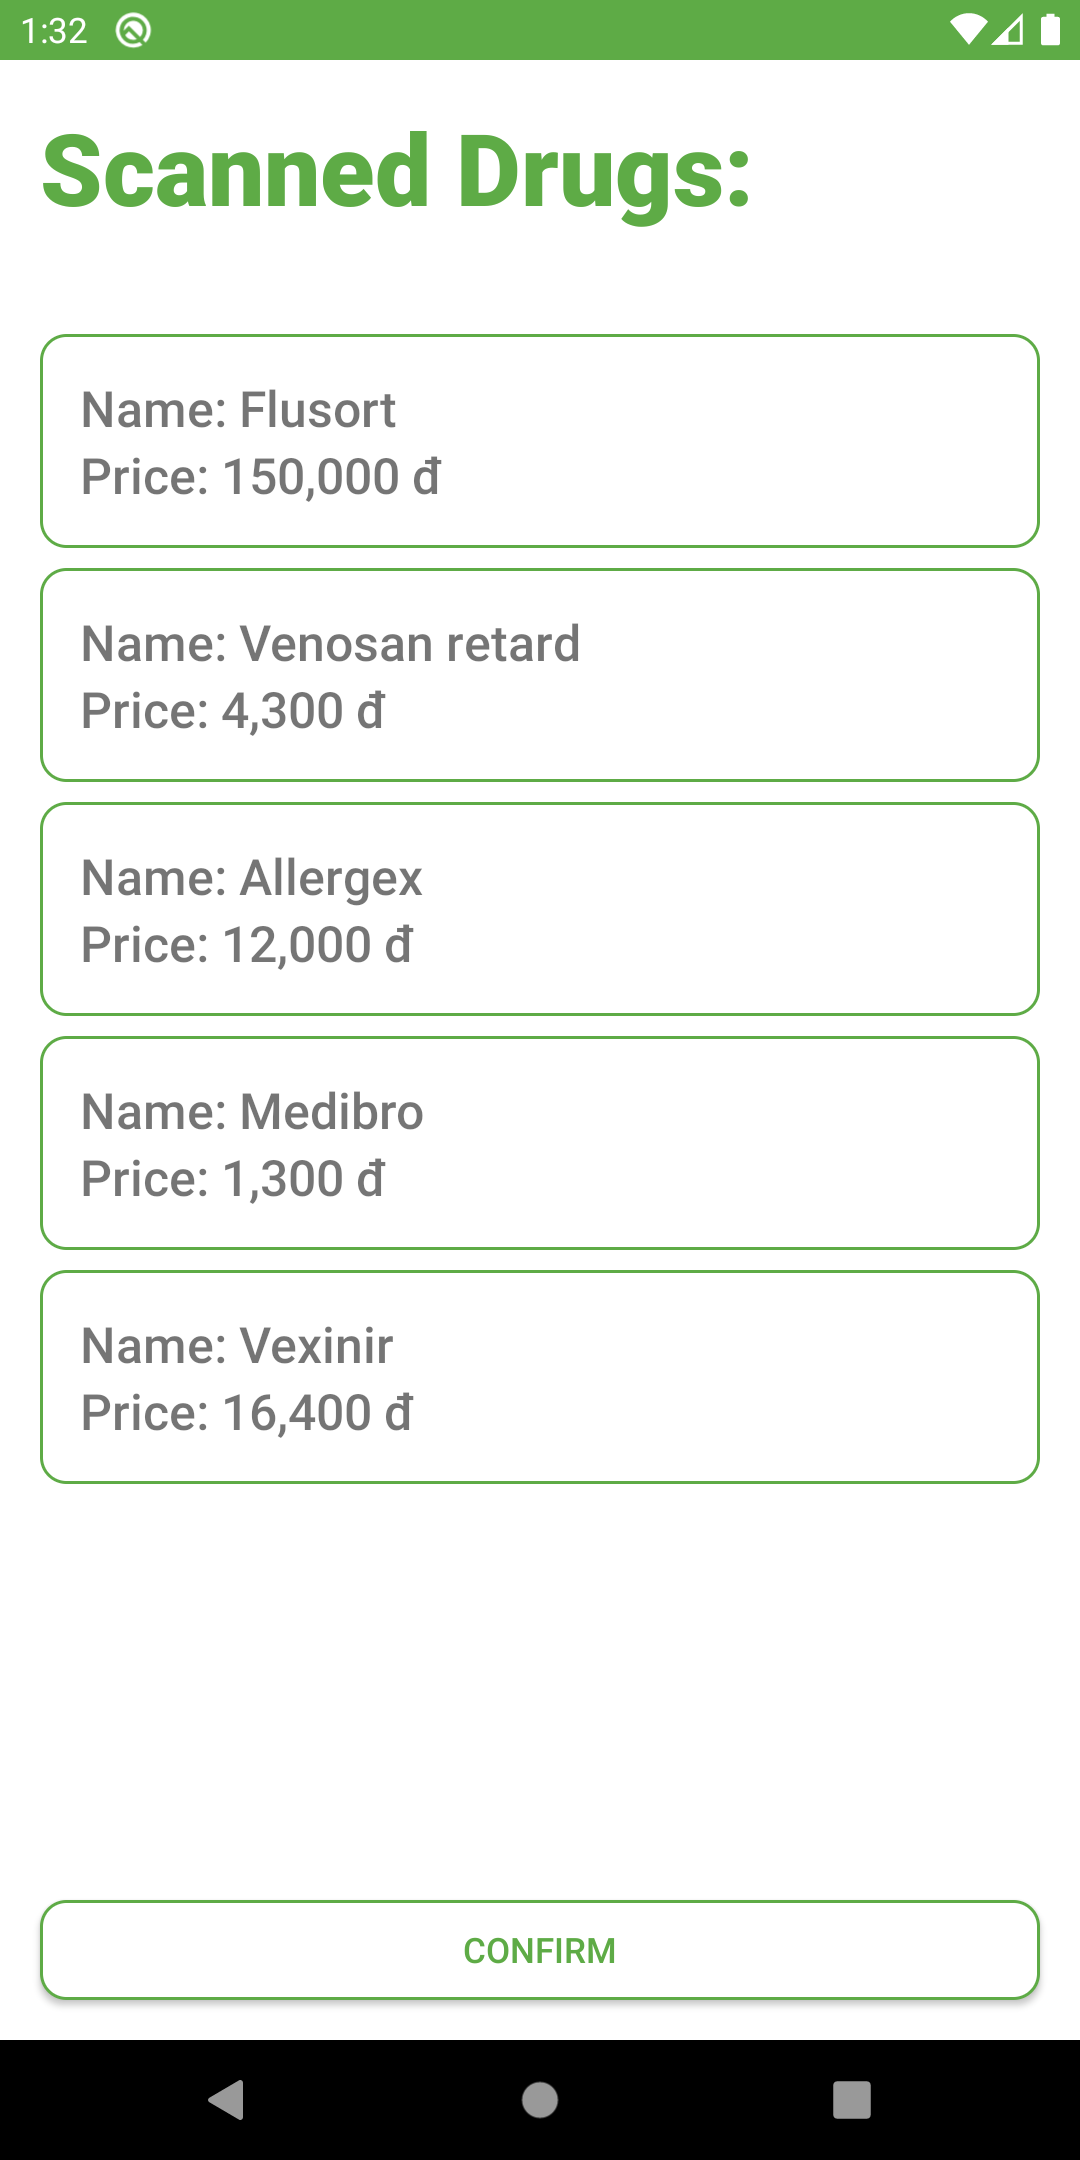 1:32
Scanned Drugs:
Name: Flusort
Price: 150,000 đ
Name: Venosan retard
Price: 4,300 đ
Name: Allergex
Price: 12,000 đ
Name: Medibro
Price: 1,300 đ
Name: Vexinir
Price: 16,400 đ
CONFIRM